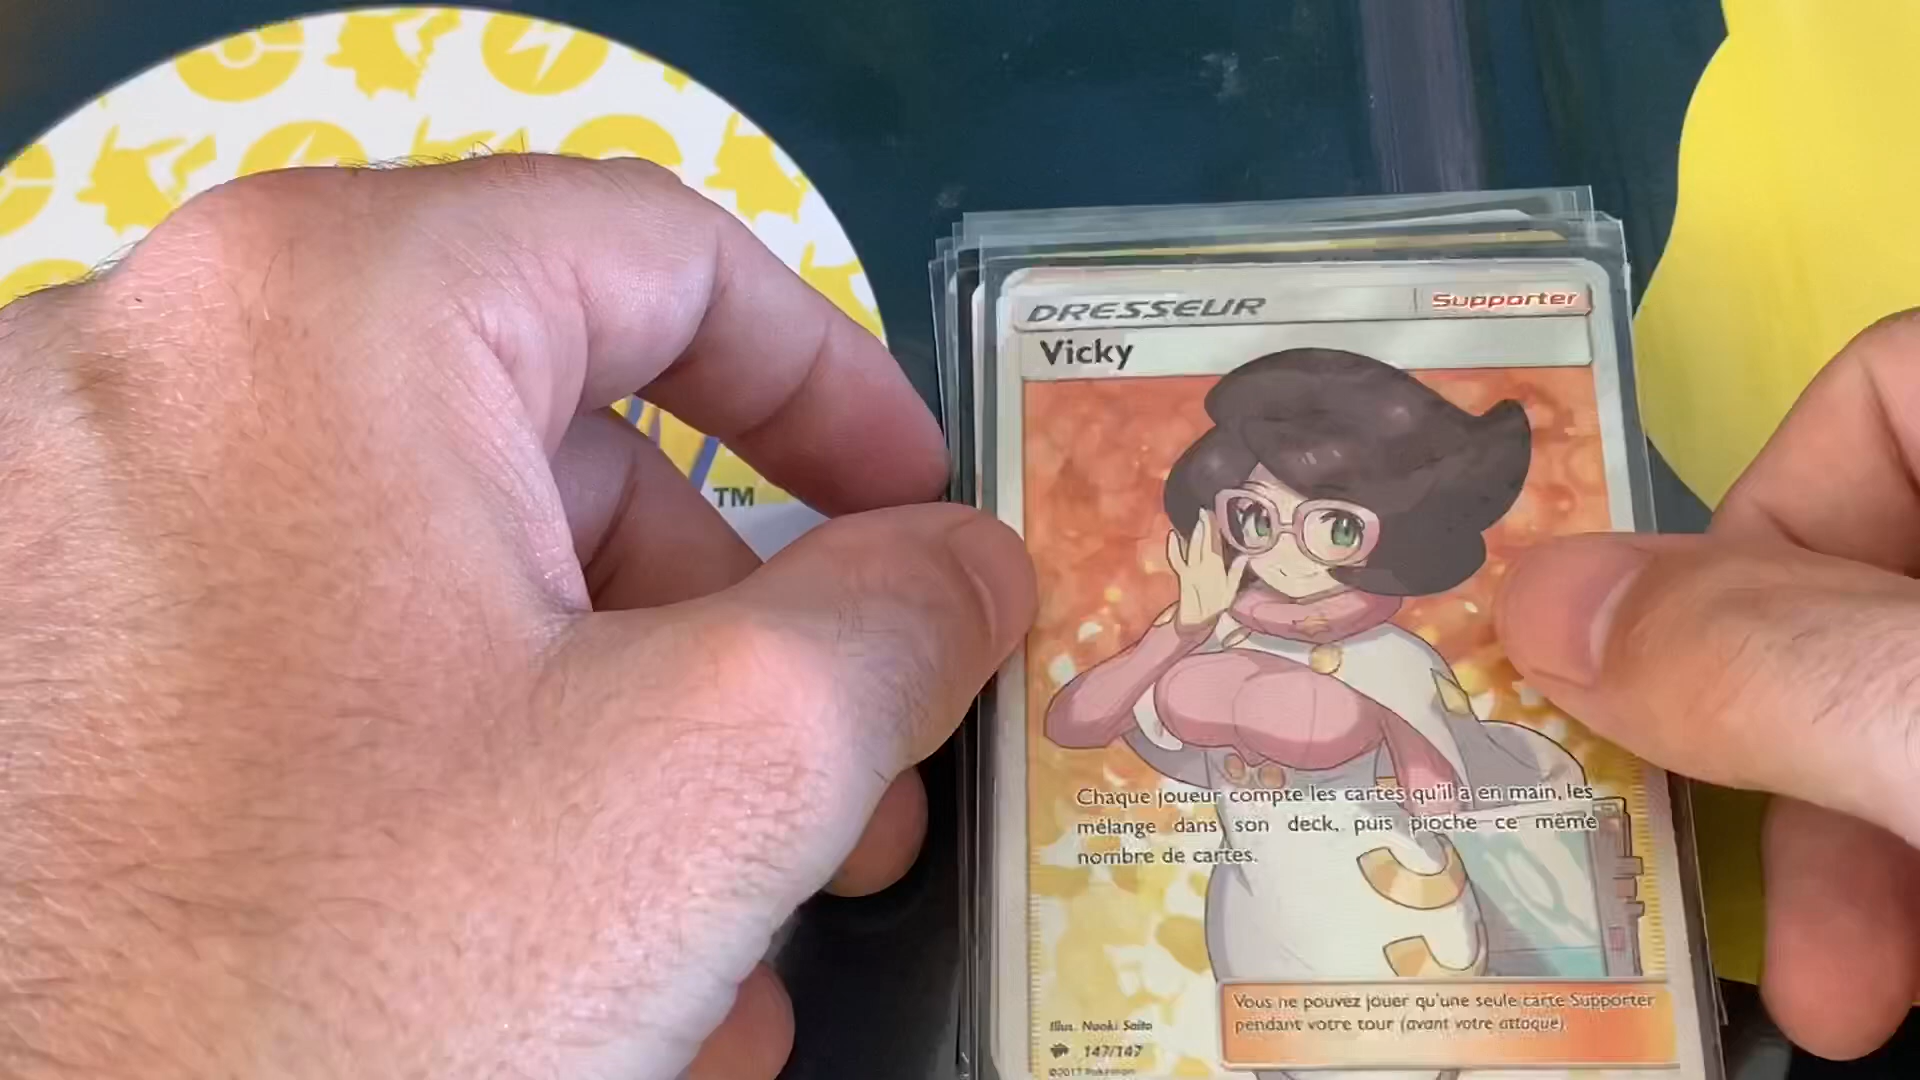 TM
DRESSEUR
Supporter
Vicky
Chaque joueur compte les cartes qu'il a en main, les
mélange dans son deck, puis pioche ce même
nombre de cartes.
Vous ne pouvez jouer qu'une seule carte Supporter
pendant votre tour (avant votre attaque).
Illus. Naoki Saito
147/147
©2017 Pokémon